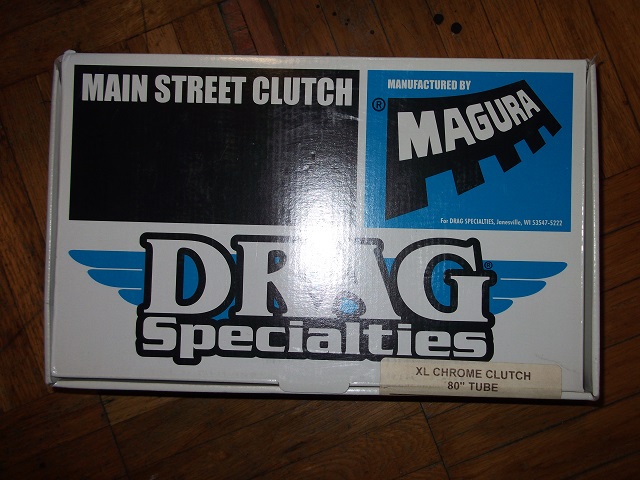 MAIN STREET CLUTCH
MANUFACTURED BY
® MAGURA
For DRAG SPECIALTIES, Janesville, WI 53547-5222
DRAG®
Specialties
XL CHROME CLUTCH
80" TUBE